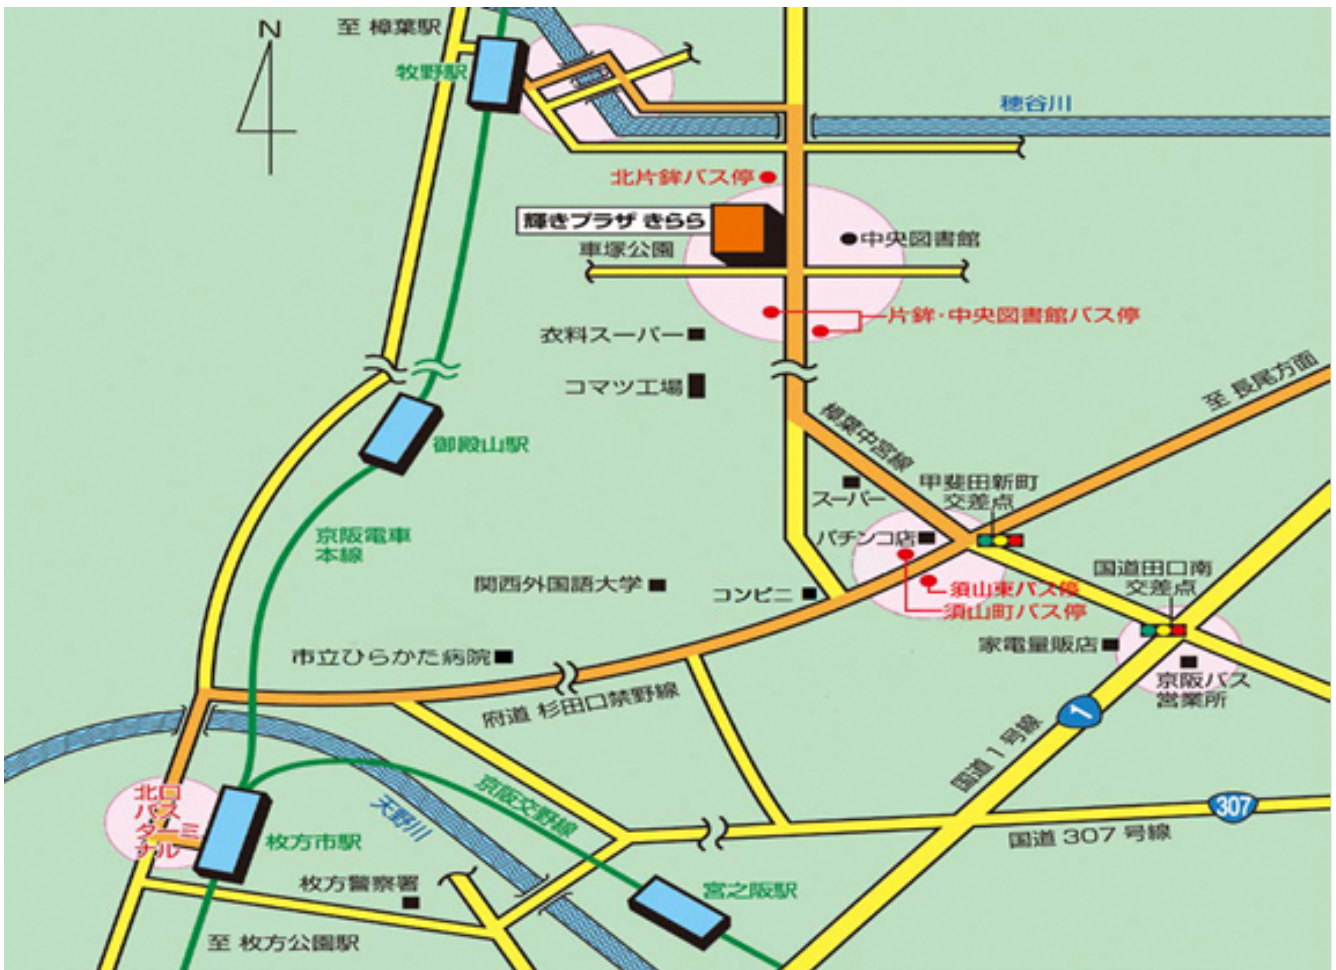 N
至 樟葉駅
牧野駅
穂谷川
北片鉾バス停
輝きプラザ きらら
車塚公園
中央図書館
片鉾・中央図書館バス停
衣料スーパー
コマツ工場
至 長尾方面
樟葉中宮線
御殿山駅
スーパー
甲斐田新町
交差点
京阪電車
本線
パチンコ店
国道田口南
交差点
関西外国語大学
コンビニ
須山東バス停
須山町バス停
家電量販店
市立ひらかた病院
京阪バス
営業所
府道 杉田口禁野線
1
国道1号線
北口
バス
ターミ
ナル
天野川
京阪交野線
307
国道 307 号線
枚方市駅
枚方警察署
宮之阪駅
至 枚方公園駅